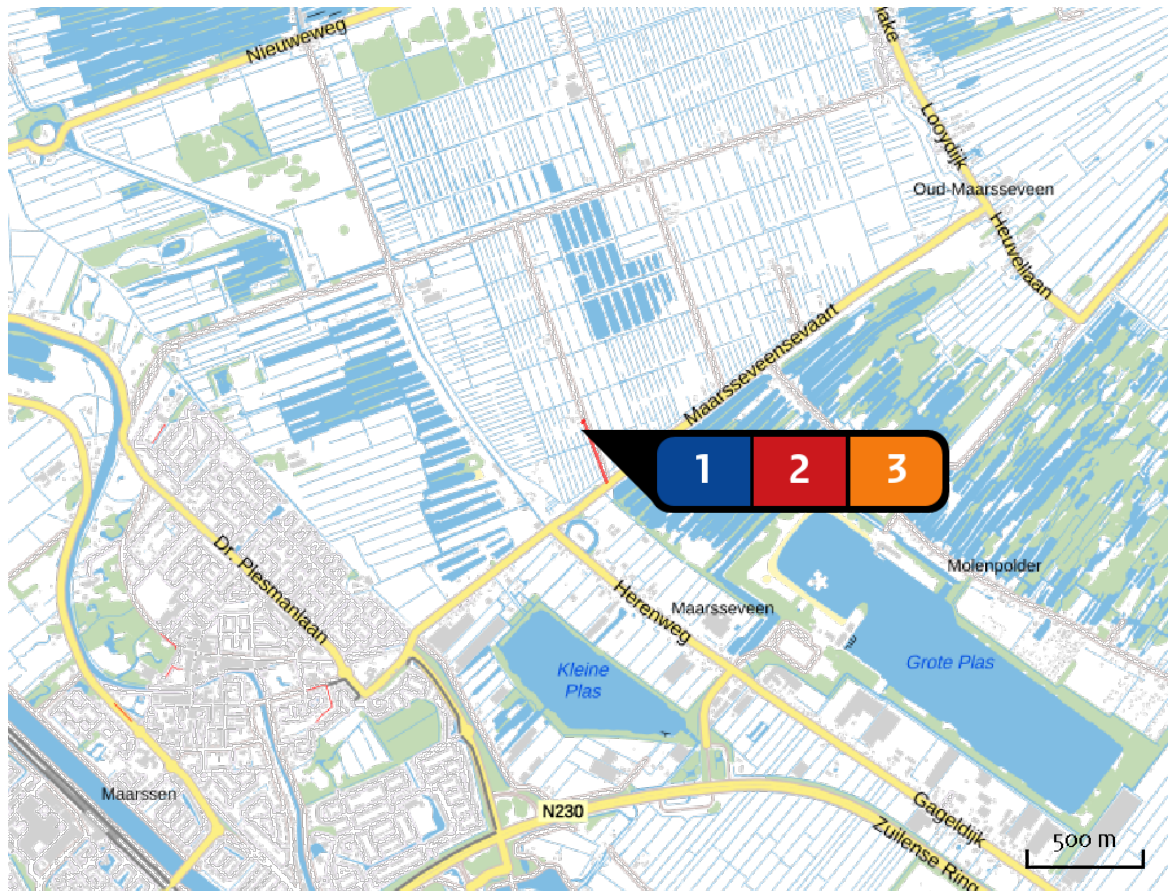 Nieuweweg
Looydijk
Oud-Maarsseveen
Heuvellaan
Maarsseveensevaart
1 2 3
Dr. Plesmanlaan
Herenweg
Maarsseveen
Molenpolder
Kleine
Plas
Grote Plas
Maarssen
N230
Gageldijk
Zuilense Ring
500 m